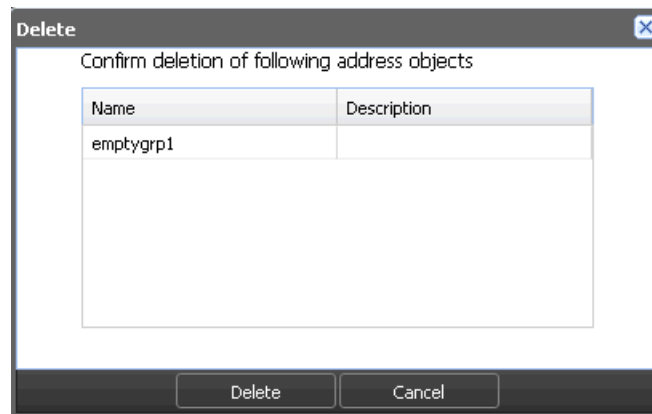 Delete
Confirm deletion of following address objects
Name Description
emptygrp1
Delete Cancel